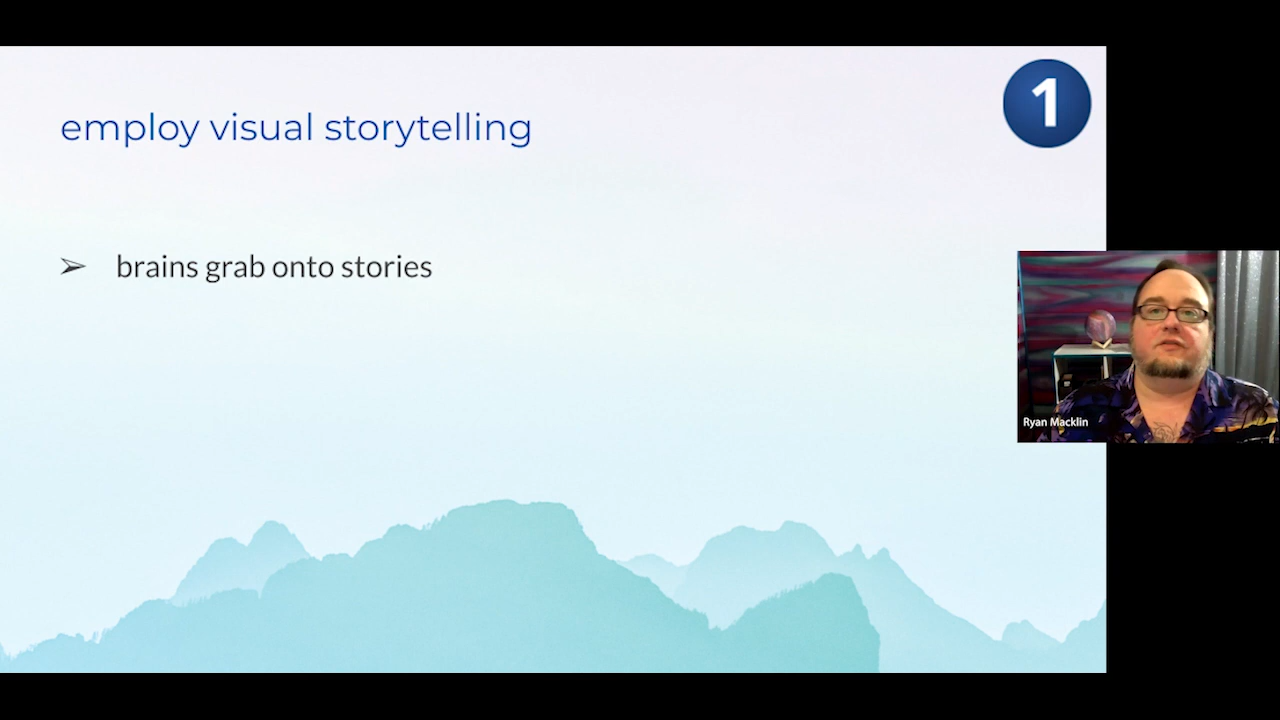 employ visual storytelling
1
➢ brains grab onto stories
Ryan Macklin